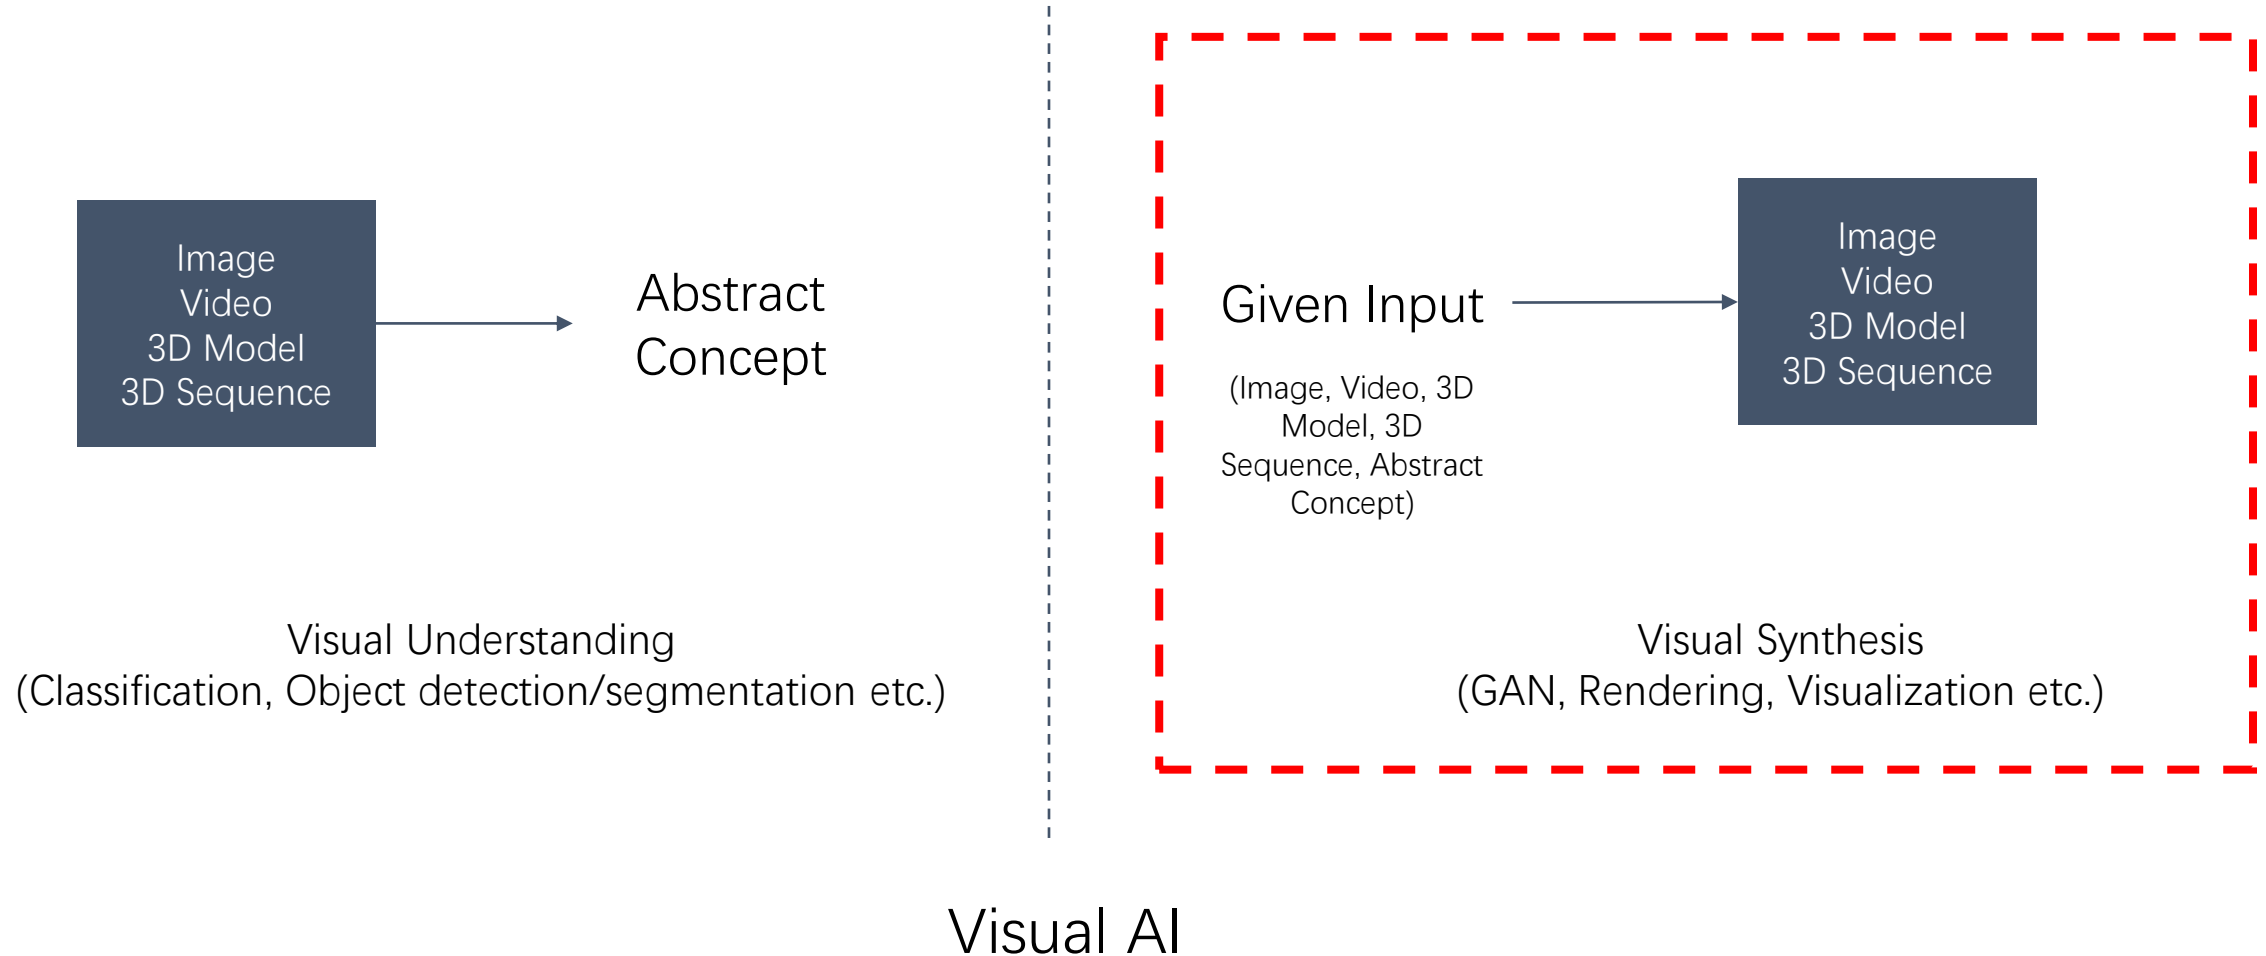 Image
Video
3D Model
3D Sequence
Abstract
Concept
Visual Understanding
(Classification, Object detection/segmentation etc.)
Given Input
(Image, Video, 3D
Model, 3D
Sequence, Abstract
Concept)
Image
Video
3D Model
3D Sequence
Visual Synthesis
(GAN, Rendering, Visualization etc.)
Visual AI